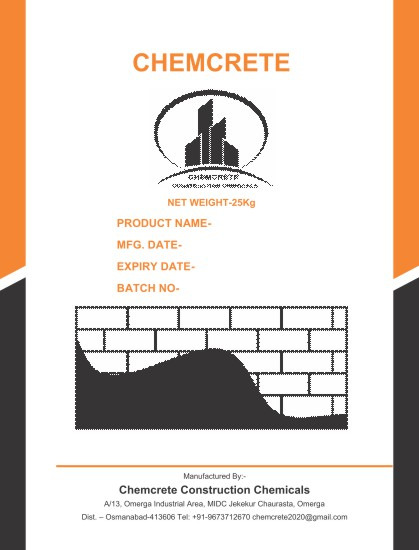 CHEMCRETE
CHEMCRETE
CONSTRUCTION CHEMICALS
NET WEIGHT-25Kg
PRODUCT NAME-
MFG. DATE-
EXPIRY DATE-
BATCH NO-
Manufactured By:-
Chemcrete Construction Chemicals
A/13, Omerga Industrial Area, MIDC Jekekur Chaurasta, Omerga
Dist. – Osmanabad-413606 Tel: +91-9673712670 chemcrete2020@gmail.com